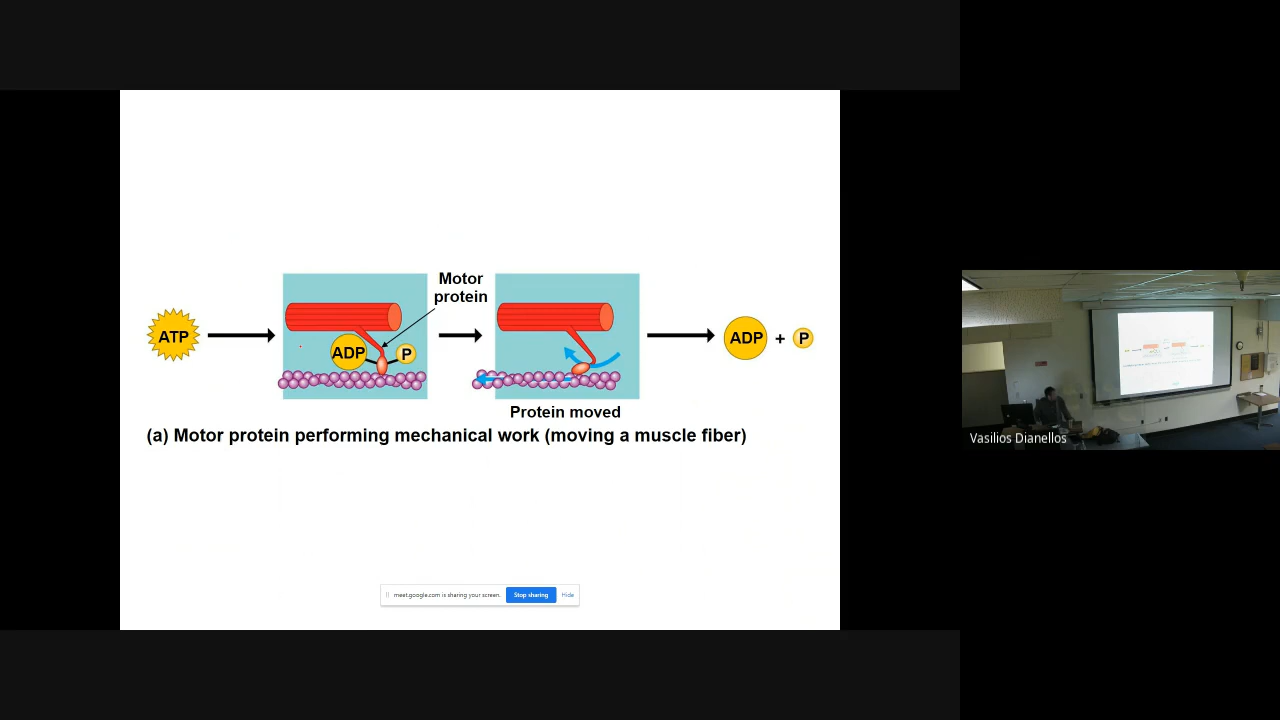 Motor
protein
ATP
ADP
P
ADP + P
Protein moved
(a) Motor protein performing mechanical work (moving a muscle fiber)
meet.google.com is sharing your screen. Stop sharing Hide
Vasilios Dianellos